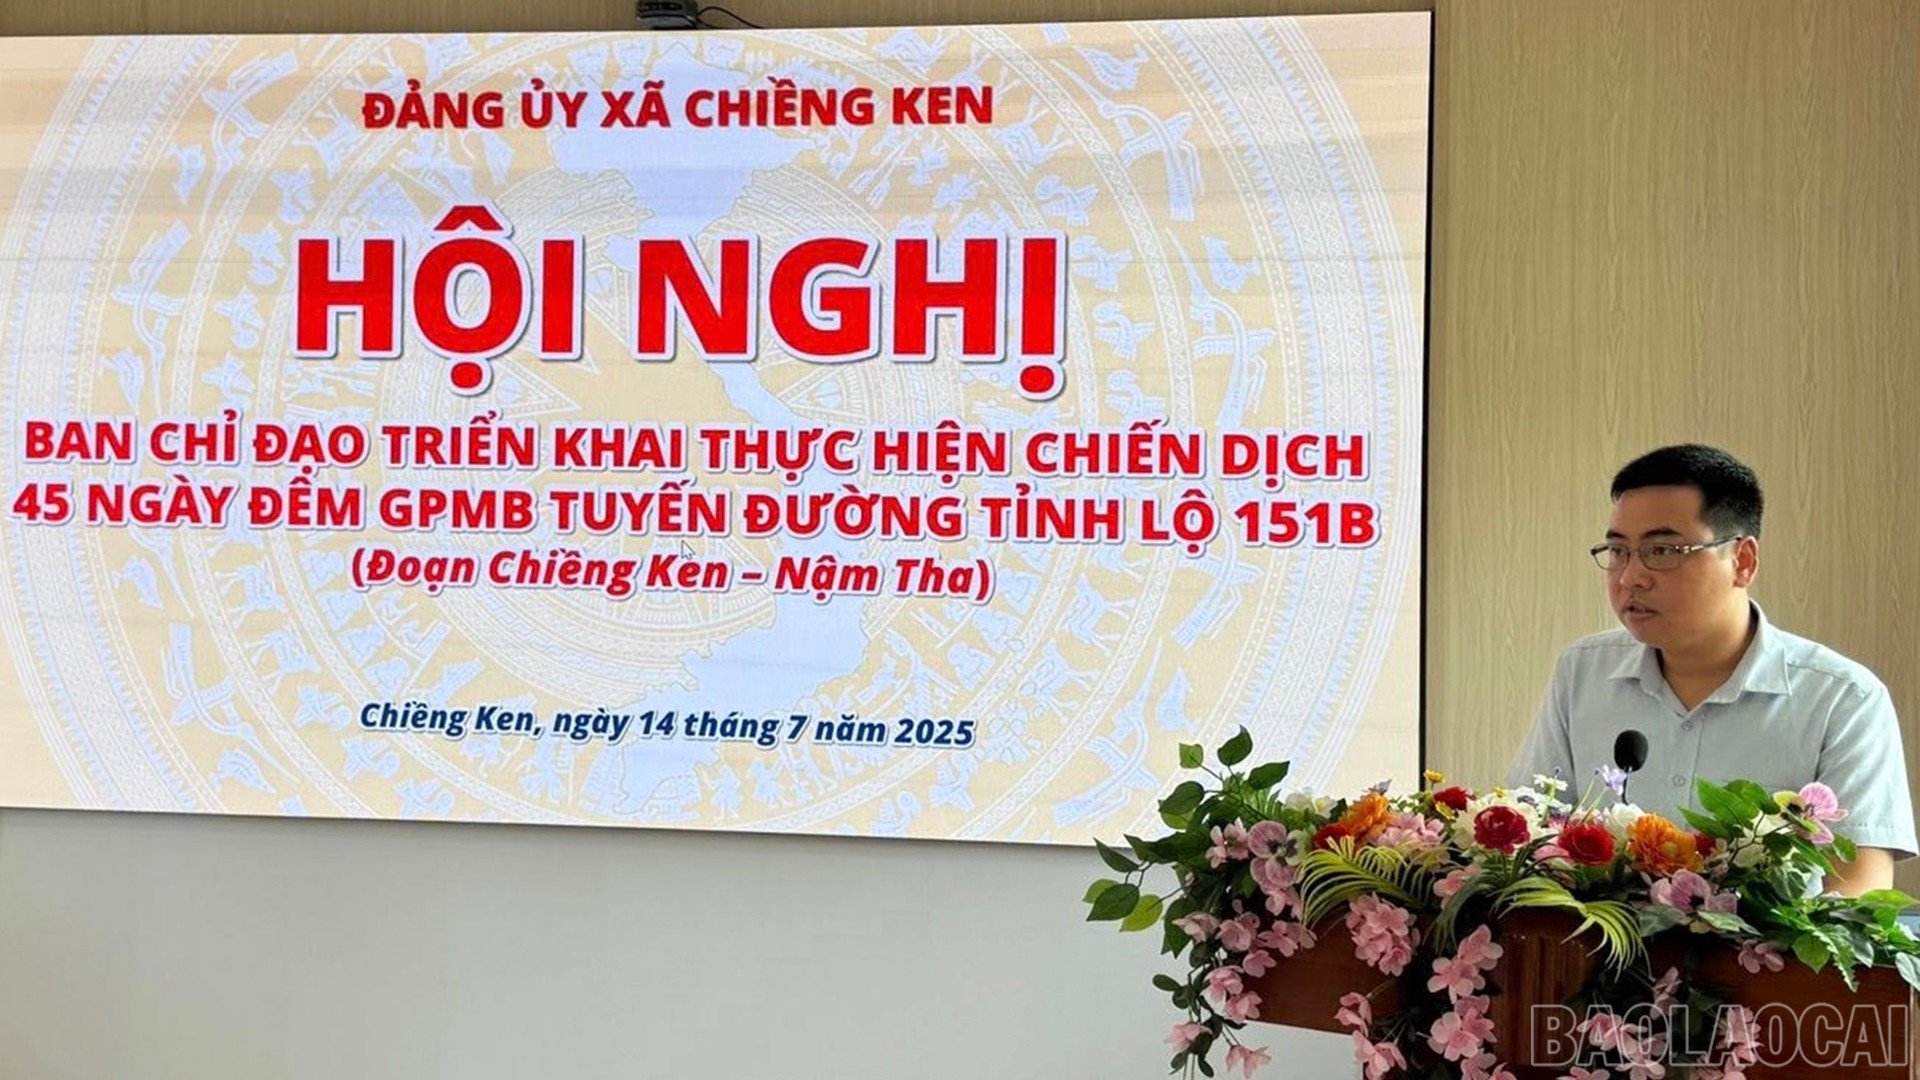 ĐẢNG ỦY XÃ CHIỀNG KEN
HỘI NGHỊ
BAN CHỈ ĐẠO TRIỂN KHAI THỰC HIỆN CHIẾN DỊCH
45 NGÀY ĐÊM GPMB TUYẾN ĐƯỜNG TỈNH LỘ 151B
(Đoạn Chiềng Ken – Nậm Tha)
Chiềng Ken, ngày 14 tháng 7 năm 2025
BAOLAOCAI